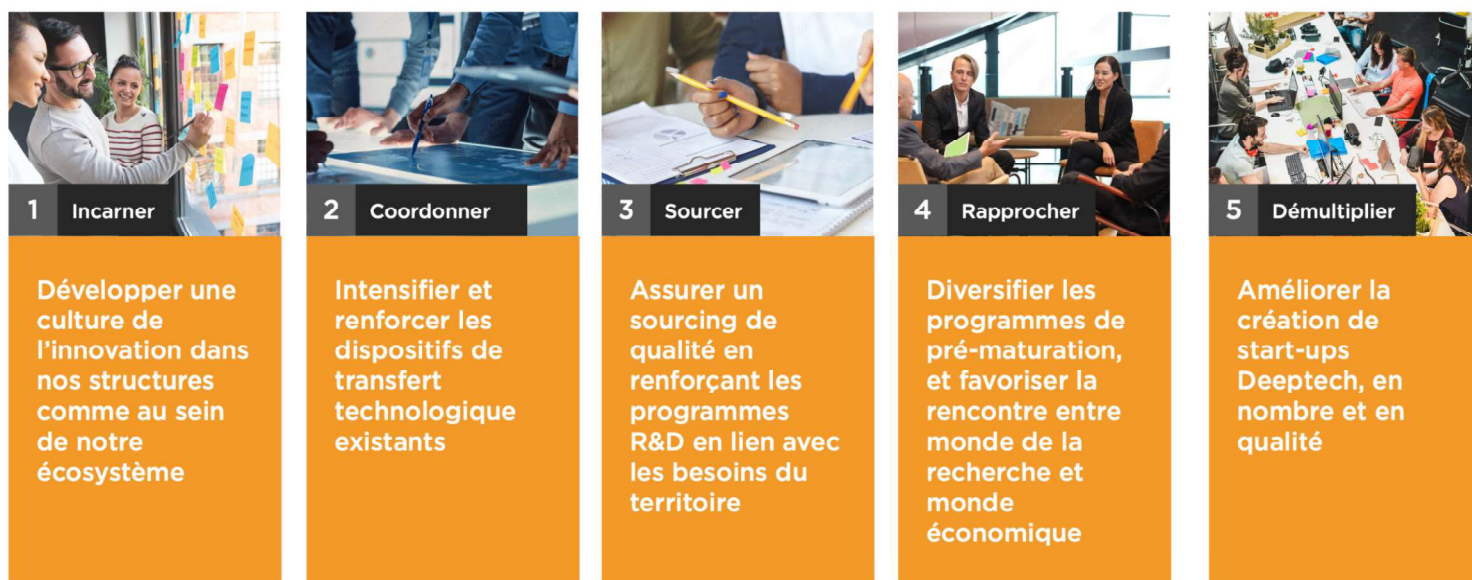 1 Incarner
Développer une
culture de
l’innovation dans
nos structures
comme au sein
de notre
écosystème
2 Coordonner
Intensifier et
renforcer les
dispositifs de
transfert
technologique
existants
3 Sourcer
Assurer un
sourcing de
qualité en
renforçant les
programmes
R&D en lien avec
les besoins du
territoire
4 Rapprocher
Diversifier les
programmes de
pré-maturation,
et favoriser la
rencontre entre
monde de la
recherche et
monde
économique
5 Démultiplier
Améliorer la
création de
start-ups
Deeptech, en
nombre et en
qualité